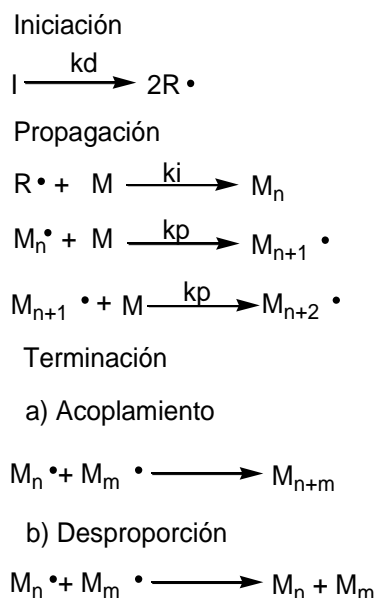 Iniciación
kd
I → 2R •
Propagación
ki
R • + M → Mₙ
kp
Mₙ• + M → Mₙ₊₁ •
kp
Mₙ₊₁ • + M → Mₙ₊₂ •
Terminación
a) Acoplamiento
Mₙ •+ Mₘ • → Mₙ₊ₘ
b) Desproporción
Mₙ •+ Mₘ • → Mₙ + Mₘ